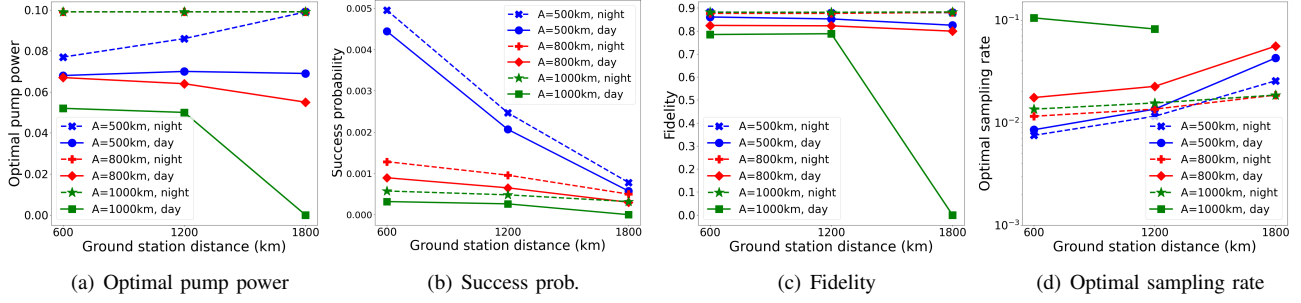 Optimal pump power
0.10
0.08
0.06
0.04
0.02
0.00
A=500km, night
A=500km, day
A=800km, night
A=800km, day
A=1000km, night
A=1000km, day
600
1200
1800
Ground station distance (km)
(a) Optimal pump power
Success probability
0.005
0.004
0.003
0.002
0.001
0.000
A=500km, night
A=500km, day
A=800km, night
A=800km, day
A=1000km, night
A=1000km, day
600
1200
1800
Ground station distance (km)
(b) Success prob.
Fidelity
0.9
0.8
0.7
0.6
0.5
0.4
0.3
0.2
0.1
0.0
A=500km, night
A=500km, day
A=800km, night
A=800km, day
A=1000km, night
A=1000km, day
600
1200
1800
Ground station distance (km)
(c) Fidelity
Optimal sampling rate
10⁻¹
10⁻²
10⁻³
A=500km, night
A=500km, day
A=800km, night
A=800km, day
A=1000km, night
A=1000km, day
600
1200
1800
Ground station distance (km)
(d) Optimal sampling rate